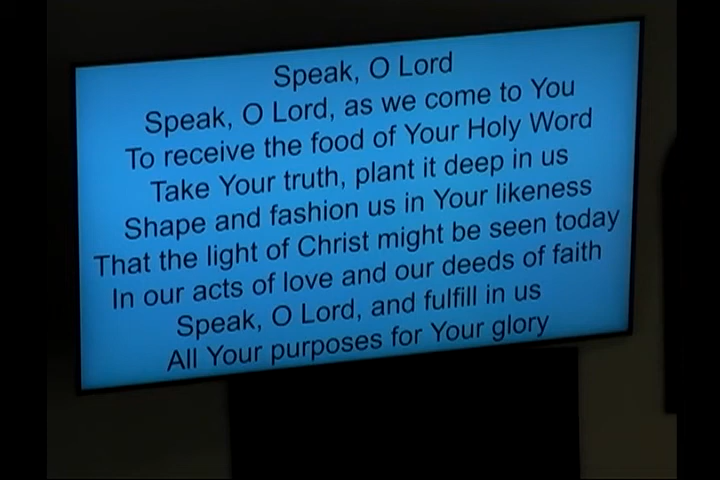 Speak, O Lord
Speak, O Lord, as we come to You
To receive the food of Your Holy Word
Take Your truth, plant it deep in us
Shape and fashion us in Your likeness
That the light of Christ might be seen today
In our acts of love and our deeds of faith
Speak, O Lord, and fulfill in us
All Your purposes for Your glory